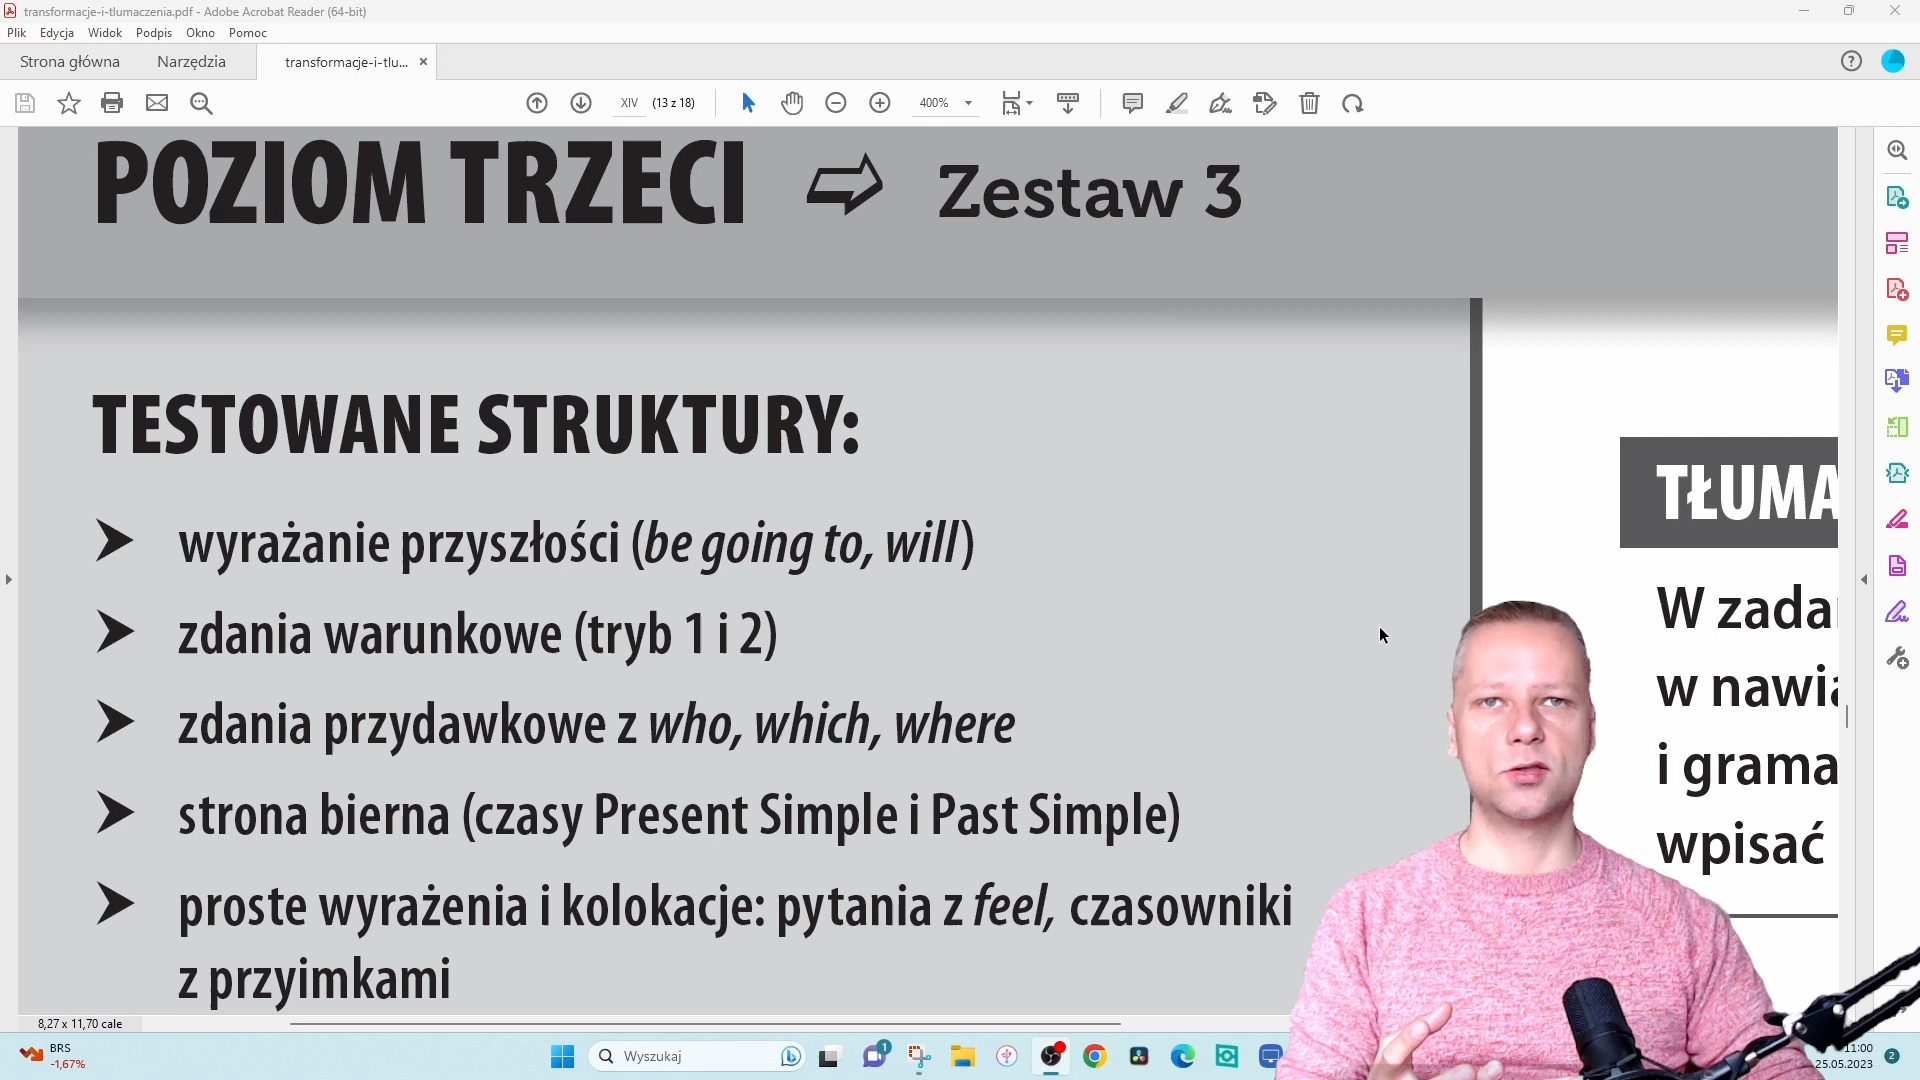 transformacje-i-tlumaczenia.pdf - Adobe Acrobat Reader (64-bit)
Plik Edycja Widok Podpis Okno Pomoc
Strona główna Narzędzia transformacje-i-tlu... ×
XIV (13 z 18) 400%
POZIOM TRZECI Zestaw 3
TESTOWANE STRUKTURY:
wyrażanie przyszłości (be going to, will)
zdania warunkowe (tryb 1 i 2)
zdania przydawkowe z who, which, where
strona bierna (czasy Present Simple i Past Simple)
proste wyrażenia i kolokacje: pytania z feel, czasowniki
z przyimkami
TŁUMA
W zada
w nawia
i grama
wpisać
8,27 x 11,70 cale
BRS
-1,67%
Wyszukaj
1
11:00
25.05.2023
2